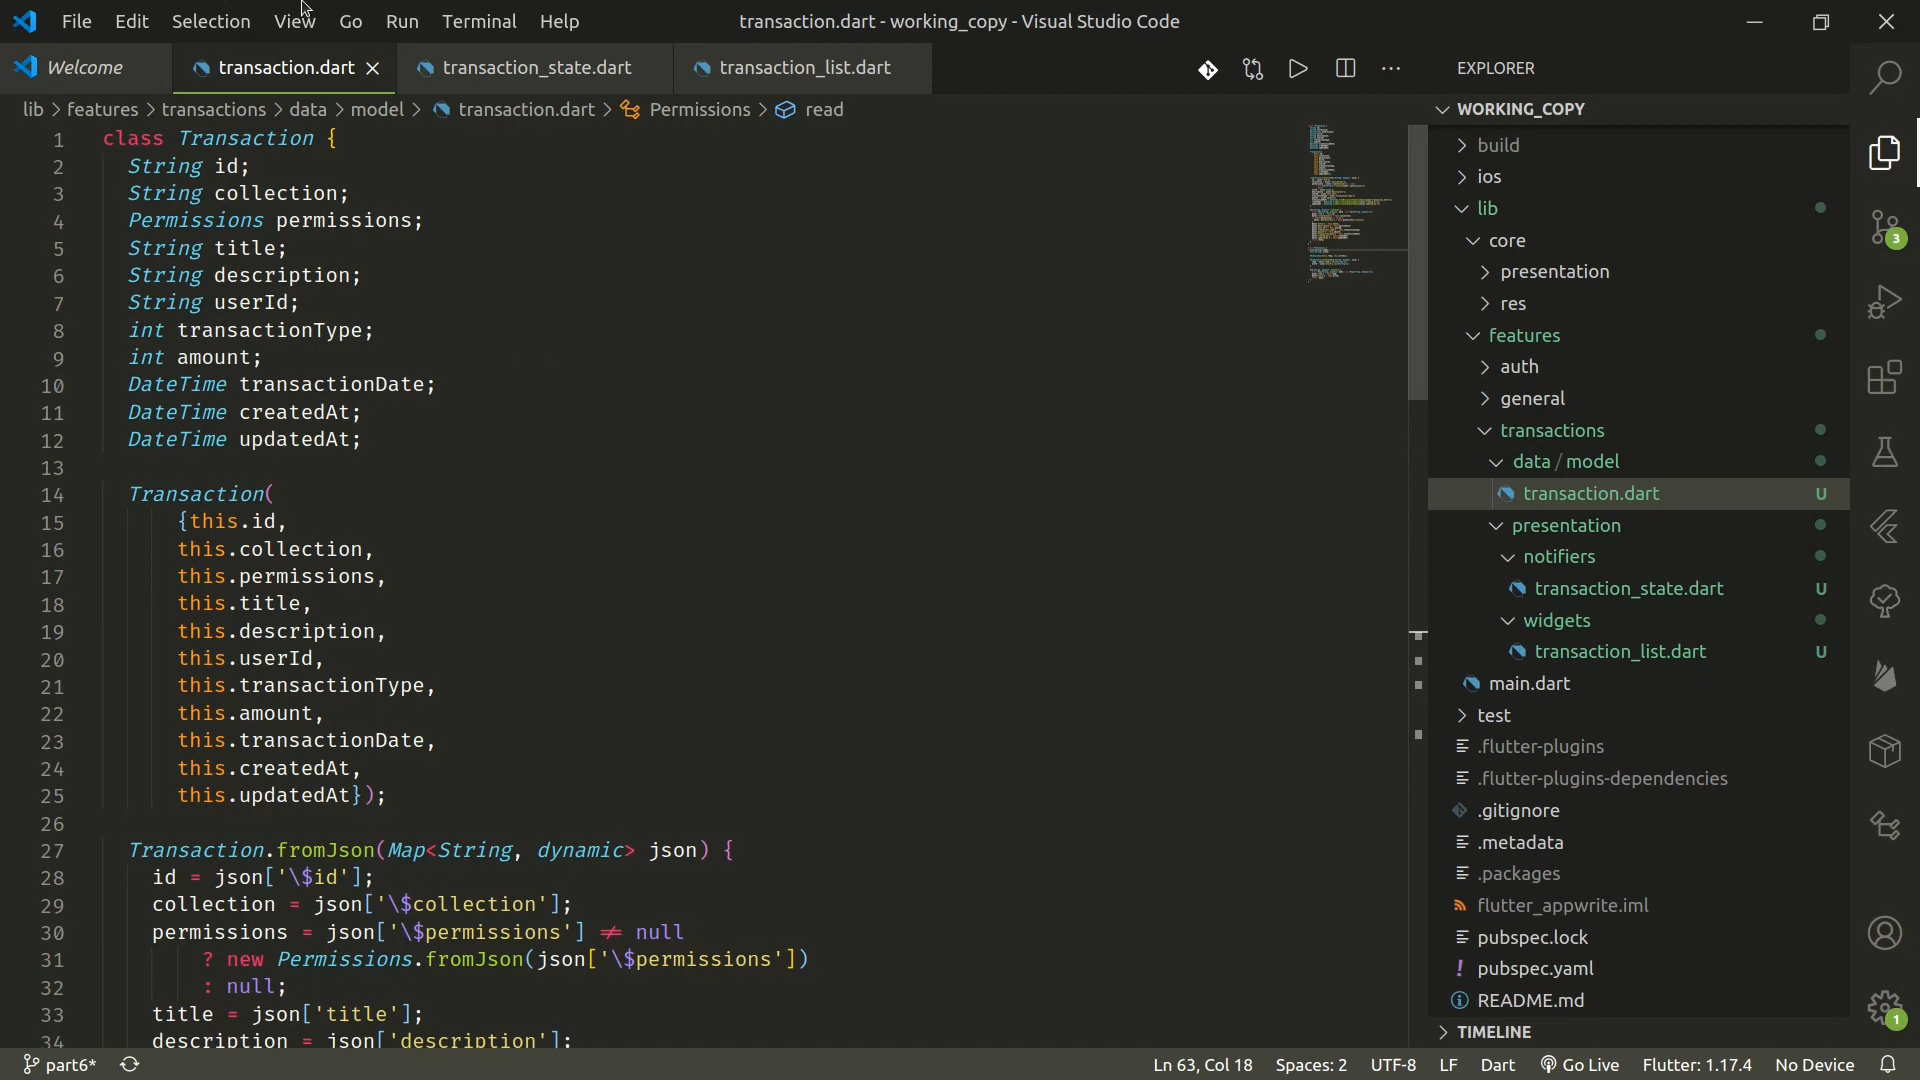 File Edit Selection View Go Run Terminal Help
transaction.dart - working_copy - Visual Studio Code
Welcome
transaction.dart
transaction_state.dart
transaction_list.dart
lib > features > transactions > data > model > transaction.dart > Permissions > read
1 class Transaction {
2 String id;
3 String collection;
4 Permissions permissions;
5 String title;
6 String description;
7 String userId;
8 int transactionType;
9 int amount;
10 DateTime transactionDate;
11 DateTime createdAt;
12 DateTime updatedAt;
13
14 Transaction(
15 {this.id,
16 this.collection,
17 this.permissions,
18 this.title,
19 this.description,
20 this.userId,
21 this.transactionType,
22 this.amount,
23 this.transactionDate,
24 this.createdAt,
25 this.updatedAt});
26
27 Transaction.fromJson(Map<String, dynamic> json) {
28 id = json['\$id'];
29 collection = json['\$collection'];
30 permissions = json['\$permissions'] ≠ null
31 ? new Permissions.fromJson(json['\$permissions'])
32 : null;
33 title = json['title'];
34 description = json['description'];
EXPLORER
WORKING_COPY
build
ios
lib
core
presentation
res
features
auth
general
transactions
data / model
transaction.dart U
presentation
notifiers
transaction_state.dart U
widgets
transaction_list.dart U
main.dart
test
.flutter-plugins
.flutter-plugins-dependencies
.gitignore
.metadata
.packages
flutter_appwrite.iml
pubspec.lock
pubspec.yaml
README.md
TIMELINE
3
1
part6*
Ln 63, Col 18 Spaces: 2 UTF-8 LF Dart Go Live Flutter: 1.17.4 No Device